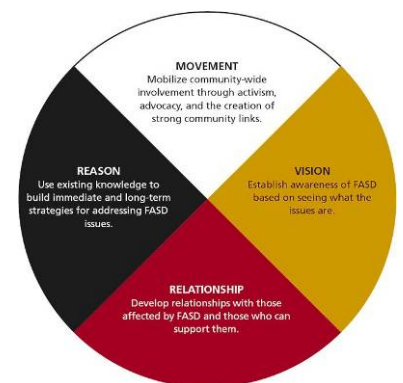 MOVEMENT
Mobilize community-wide
involvement through activism,
advocacy, and the creation of
strong community links.
REASON
Use existing knowledge to
build immediate and long-term
strategies for addressing FASD
issues.
VISION
Establish awareness of FASD
based on seeing what the
issues are.
RELATIONSHIP
Develop relationships with those
affected by FASD and those who can
support them.